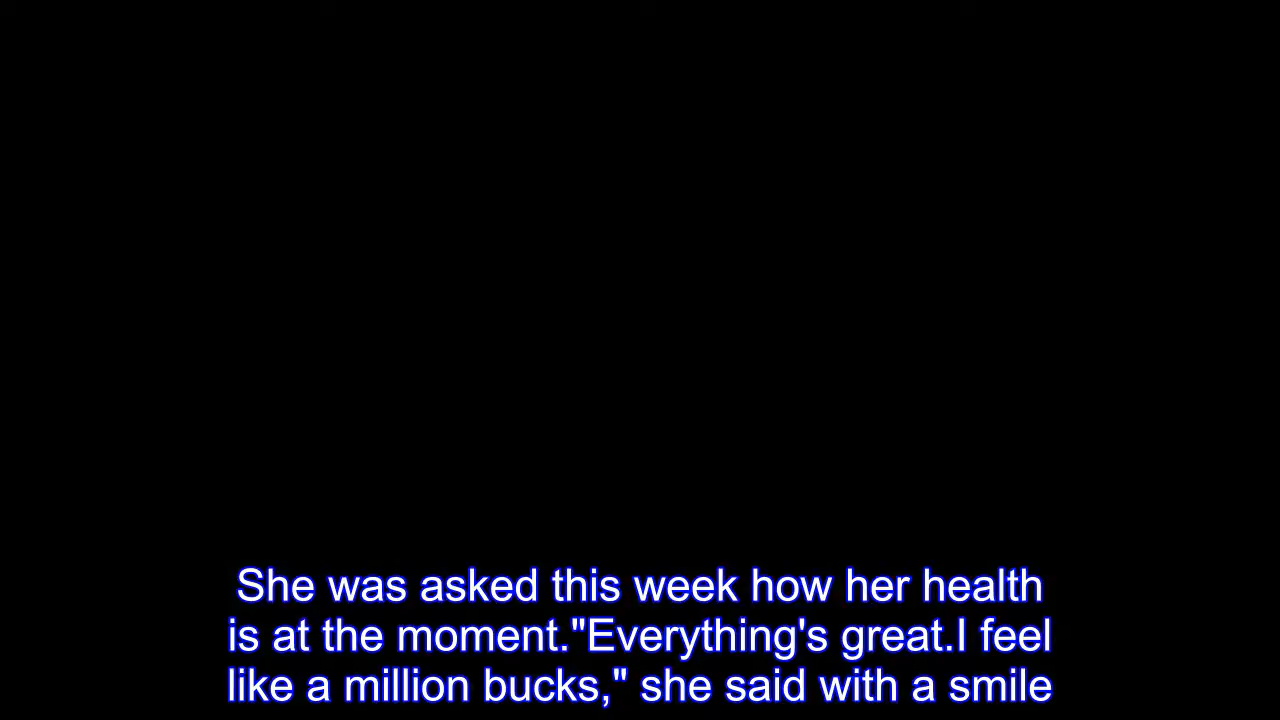 She was asked this week how her health
is at the moment."Everything's great.I feel
like a million bucks," she said with a smile